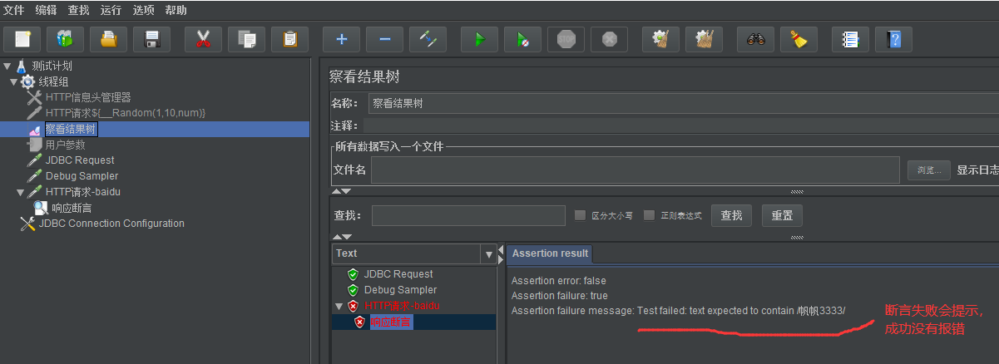 文件 编辑 查找 运行 选项 帮助
STOP
测试计划
线程组
HTTP信息头管理器
HTTP请求${__Random(1,10,num)}
察看结果树
用户参数
JDBC Request
Debug Sampler
HTTP请求-baidu
响应断言
JDBC Connection Configuration
察看结果树
名称： 察看结果树
注释：
所有数据写入一个文件
文件名 浏览... 显示日志
查找： 区分大小写 正则表达式 查找 重置
Text
JDBC Request
Debug Sampler
HTTP请求-baidu
响应断言
Assertion result
Assertion error: false
Assertion failure: true
Assertion failure message: Test failed: text expected to contain /帆帆3333/
断言失败会提示，
成功没有报错